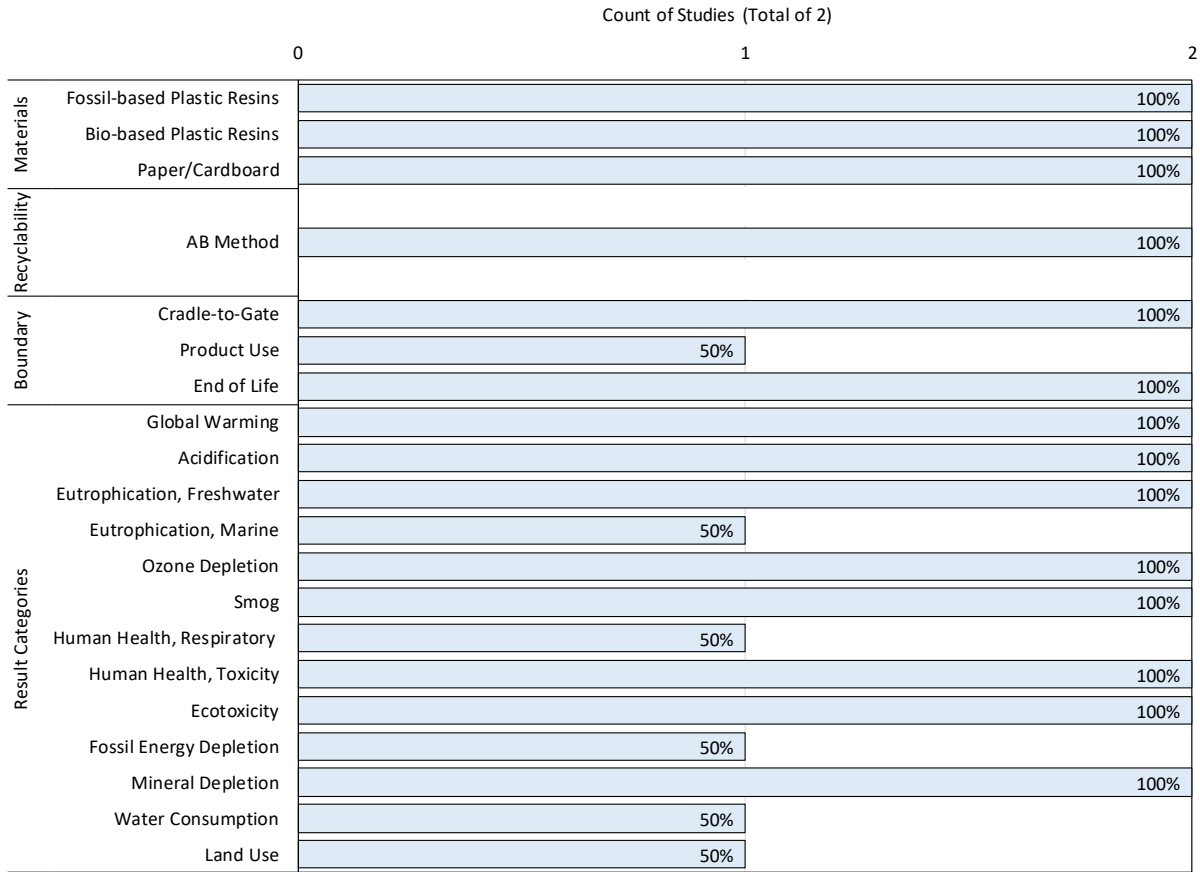 Count of Studies (Total of 2)
0 1 2
Materials
Fossil-based Plastic Resins 100%
Bio-based Plastic Resins 100%
Paper/Cardboard 100%
Recyclability
AB Method 100%
Boundary
Cradle-to-Gate 100%
Product Use 50%
End of Life 100%
Result Categories
Global Warming 100%
Acidification 100%
Eutrophication, Freshwater 100%
Eutrophication, Marine 50%
Ozone Depletion 100%
Smog 100%
Human Health, Respiratory 50%
Human Health, Toxicity 100%
Ecotoxicity 100%
Fossil Energy Depletion 50%
Mineral Depletion 100%
Water Consumption 50%
Land Use 50%